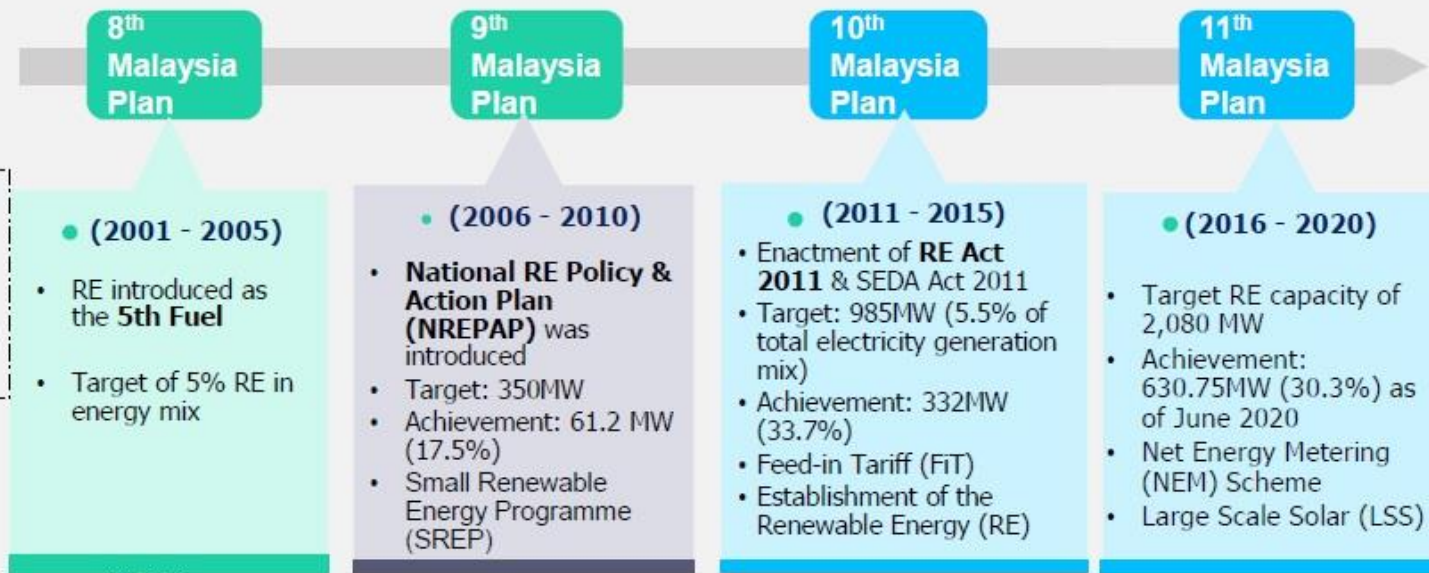 8th
Malaysia
Plan
9th
Malaysia
Plan
10th
Malaysia
Plan
11th
Malaysia
Plan
• (2001 - 2005)
• RE introduced as
the 5th Fuel
• Target of 5% RE in
energy mix
• (2006 - 2010)
• National RE Policy &
Action Plan
(NREPAP) was
introduced
• Target: 350MW
• Achievement: 61.2 MW
(17.5%)
• Small Renewable
Energy Programme
(SREP)
• (2011 - 2015)
• Enactment of RE Act
2011 & SEDA Act 2011
• Target: 985MW (5.5% of
total electricity generation
mix)
• Achievement: 332MW
(33.7%)
• Feed-in Tariff (FiT)
• Establishment of the
Renewable Energy (RE)
• (2016 - 2020)
• Target RE capacity of
2,080 MW
• Achievement:
630.75MW (30.3%) as
of June 2020
• Net Energy Metering
(NEM) Scheme
• Large Scale Solar (LSS)